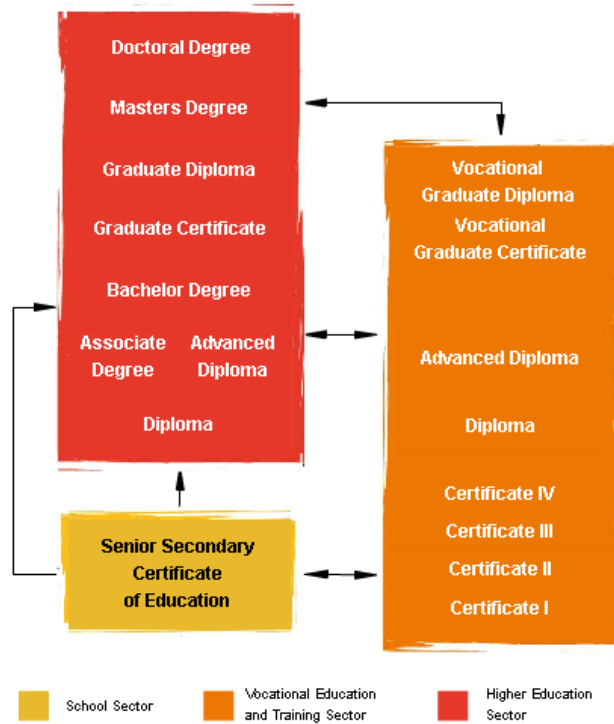 Doctoral Degree
Masters Degree
Graduate Diploma
Graduate Certificate
Bachelor Degree
Associate
Degree
Advanced
Diploma
Diploma
Vocational
Graduate Diploma
Vocational
Graduate Certificate
Advanced Diploma
Diploma
Certificate IV
Certificate III
Certificate II
Certificate I
Senior Secondary
Certificate
of Education
School Sector
Vocational Education
and Training Sector
Higher Education
Sector